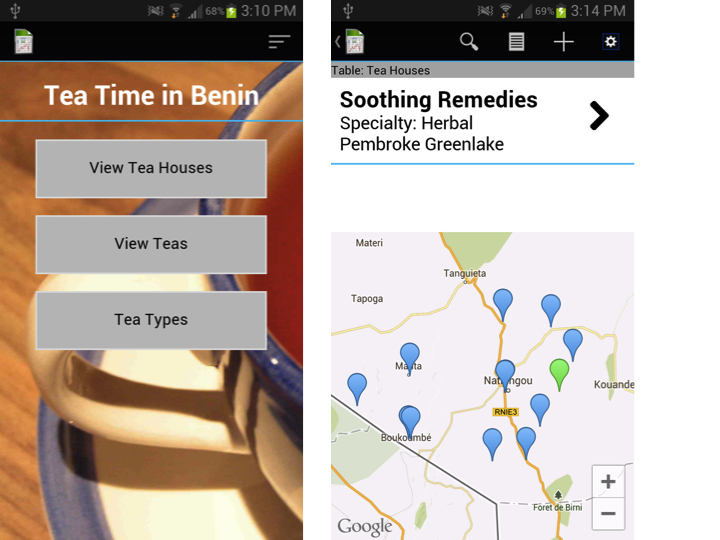 68% 3:10 PM
Tea Time in Benin
View Tea Houses
View Teas
Tea Types
69% 3:14 PM
Table: Tea Houses
Soothing Remedies
Specialty: Herbal
Pembroke Greenlake
Materi
Tanguieta
Tapoga
Kouande
RNIE3
Boukoumbé
Foret de Birni
+
−
Google